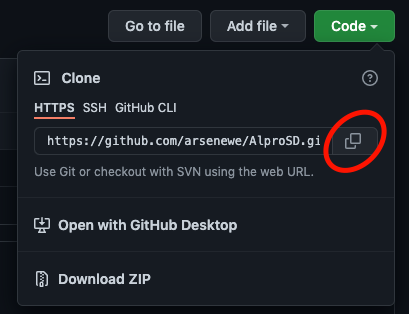 Go to file Add file Code
Clone
HTTPS SSH GitHub CLI
https://github.com/arsenewe/AlproSD.gi
Use Git or checkout with SVN using the web URL.
Open with GitHub Desktop
Download ZIP